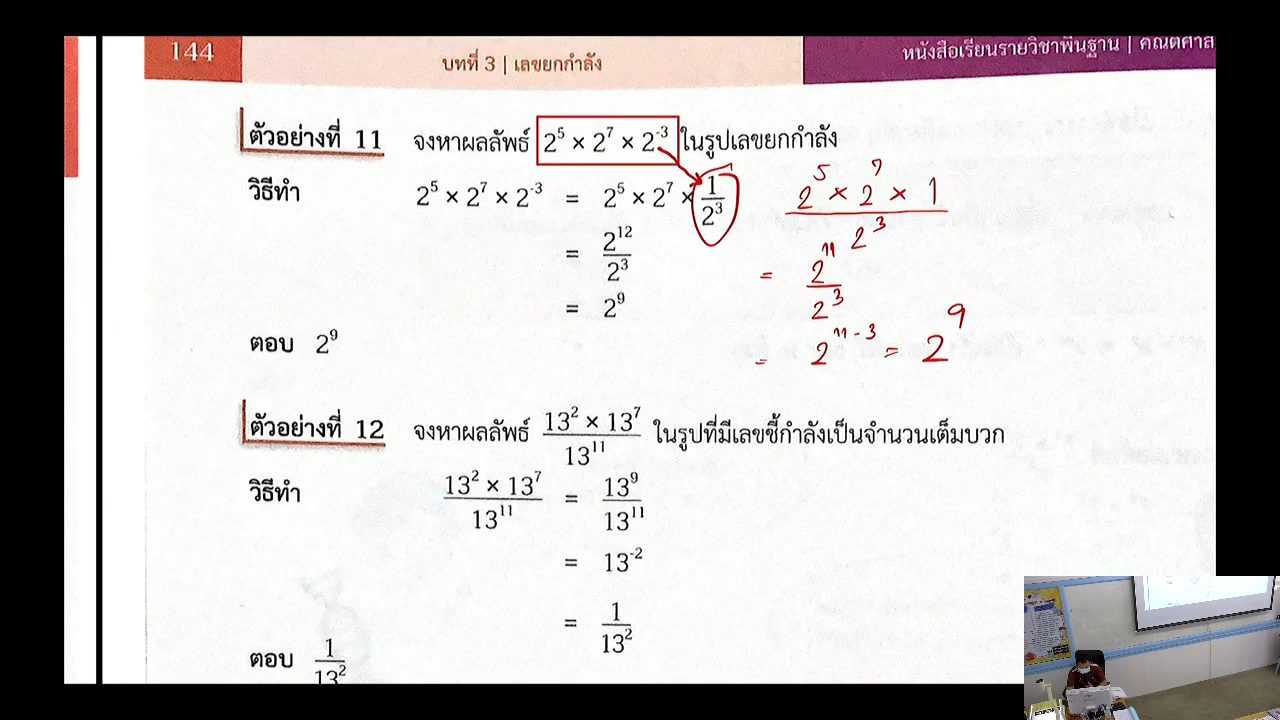 144
บทที่ 3 | เลขยกกำลัง
หนังสือเรียนรายวิชาพื้นฐาน | คณิตศาส
ตัวอย่างที่ 11 จงหาผลลัพธ์ 2⁵ × 2⁷ × 2⁻³ ในรูปเลขยกกำลัง
วิธีทำ 2⁵ × 2⁷ × 2⁻³ = 2⁵ × 2⁷ × 1/2³
= 2¹²/2³
= 2⁹
ตอบ 2⁹
2⁵ × 2⁷ × 1 / 2³
= 2¹¹/2³
= 2¹¹⁻³ = 2⁹
ตัวอย่างที่ 12 จงหาผลลัพธ์ 13² × 13⁷ / 13¹¹ ในรูปที่มีเลขชี้กำลังเป็นจำนวนเต็มบวก
วิธีทำ 13² × 13⁷ / 13¹¹ = 13⁹/13¹¹
= 13⁻²
= 1/13²
ตอบ 1/13²